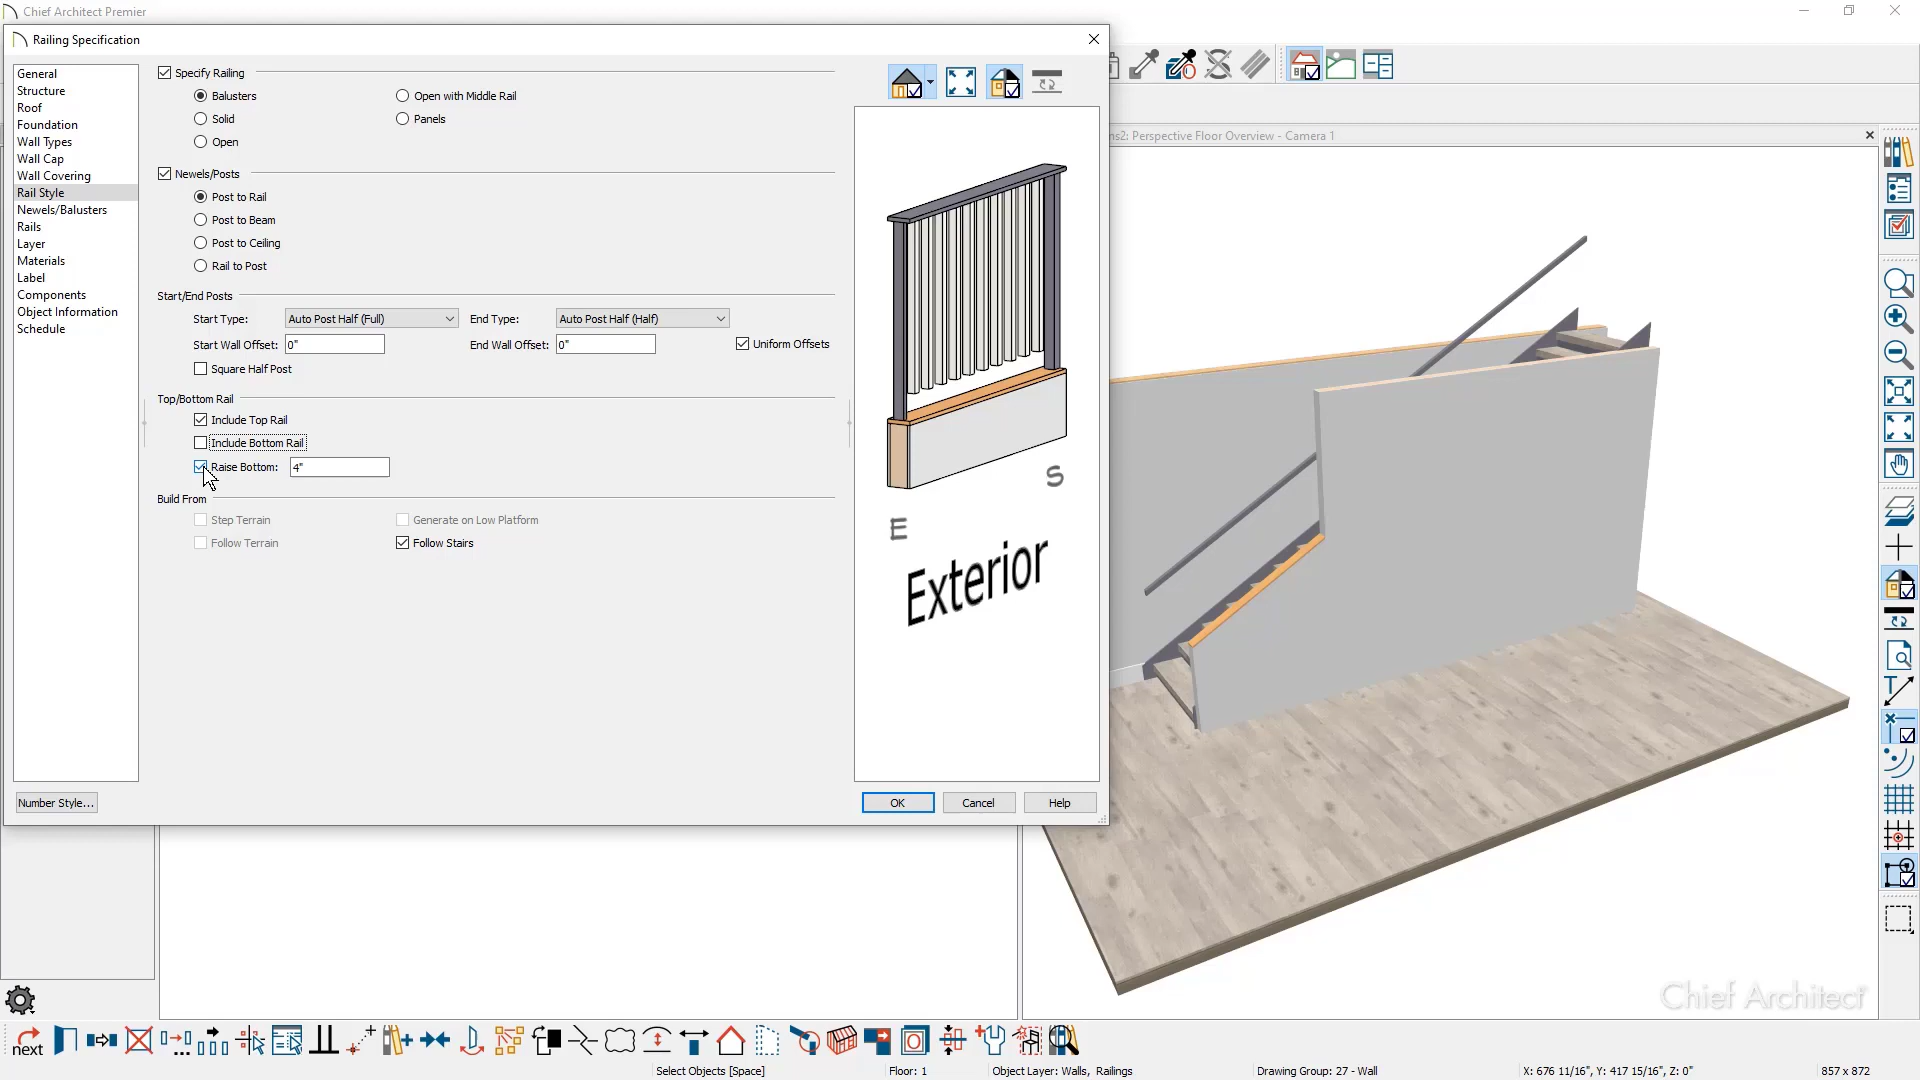 Chief Architect Premier
Railing Specification
General
Structure
Roof
Foundation
Wall Types
Wall Cap
Wall Covering
Rail Style
Newels/Balusters
Rails
Layer
Materials
Label
Components
Object Information
Schedule
Number Style...
Specify Railing
Balusters
Open with Middle Rail
Solid
Panels
Open
Newels/Posts
Post to Rail
Post to Beam
Post to Ceiling
Rail to Post
Start/End Posts
Start Type: Auto Post Half (Full) End Type: Auto Post Half (Half)
Start Wall Offset: 0" End Wall Offset: 0" Uniform Offsets
Square Half Post
Top/Bottom Rail
Include Top Rail
Include Bottom Rail
Raise Bottom: 4"
Build From
Step Terrain Generate on Low Platform
Follow Terrain Follow Stairs
S
E
Exterior
OK Cancel Help
ns2: Perspective Floor Overview - Camera 1
Chief Architect
next
Select Objects [Space] Floor: 1 Object Layer: Walls, Railings Drawing Group: 27 - Wall X: 676 11/16", Y: 417 15/16", Z: 0" 857 x 872